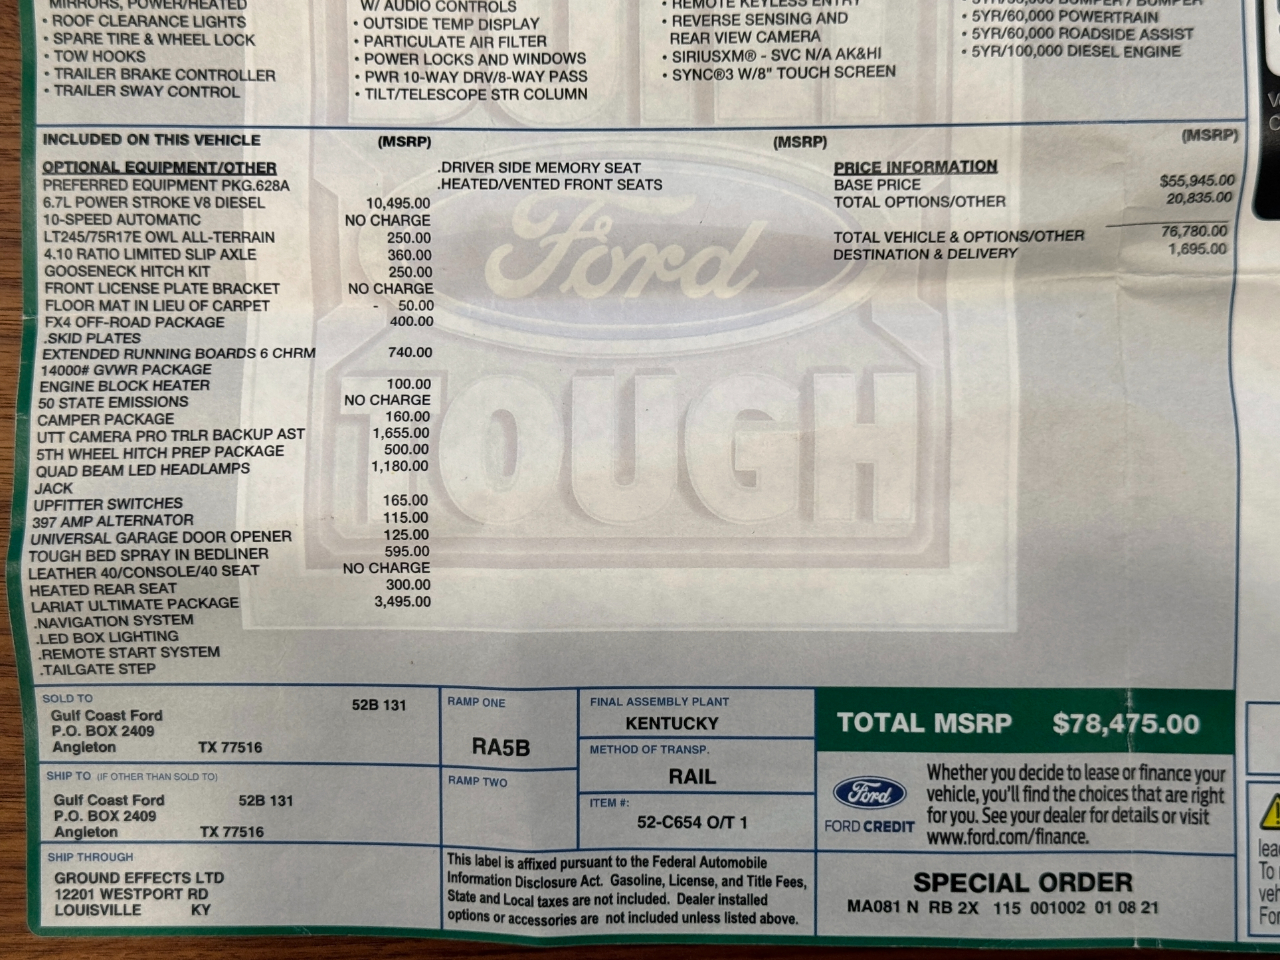 MIRRORS, POWER/HEATED
• ROOF CLEARANCE LIGHTS
• SPARE TIRE & WHEEL LOCK
• TOW HOOKS
• TRAILER BRAKE CONTROLLER
• TRAILER SWAY CONTROL
W/ AUDIO CONTROLS
• OUTSIDE TEMP DISPLAY
• PARTICULATE AIR FILTER
• POWER LOCKS AND WINDOWS
• PWR 10-WAY DRV/8-WAY PASS
• TILT/TELESCOPE STR COLUMN
• REMOTE KEYLESS ENTRY
• REVERSE SENSING AND
REAR VIEW CAMERA
• SIRIUSXM® - SVC N/A AK&HI
• SYNC®3 W/8" TOUCH SCREEN
• 5YR/60,000 POWERTRAIN
• 5YR/60,000 ROADSIDE ASSIST
• 5YR/100,000 DIESEL ENGINE
INCLUDED ON THIS VEHICLE (MSRP)
OPTIONAL EQUIPMENT/OTHER
PREFERRED EQUIPMENT PKG.628A
6.7L POWER STROKE V8 DIESEL 10,495.00
10-SPEED AUTOMATIC NO CHARGE
LT245/75R17E OWL ALL-TERRAIN 250.00
4.10 RATIO LIMITED SLIP AXLE 360.00
GOOSENECK HITCH KIT 250.00
FRONT LICENSE PLATE BRACKET NO CHARGE
FLOOR MAT IN LIEU OF CARPET - 50.00
FX4 OFF-ROAD PACKAGE 400.00
.SKID PLATES
EXTENDED RUNNING BOARDS 6 CHRM 740.00
14000# GVWR PACKAGE
ENGINE BLOCK HEATER 100.00
50 STATE EMISSIONS NO CHARGE
CAMPER PACKAGE 160.00
UTT CAMERA PRO TRLR BACKUP AST 1,655.00
5TH WHEEL HITCH PREP PACKAGE 500.00
QUAD BEAM LED HEADLAMPS 1,180.00
JACK
UPFITTER SWITCHES 165.00
397 AMP ALTERNATOR 115.00
UNIVERSAL GARAGE DOOR OPENER 125.00
TOUGH BED SPRAY IN BEDLINER 595.00
LEATHER 40/CONSOLE/40 SEAT NO CHARGE
HEATED REAR SEAT 300.00
LARIAT ULTIMATE PACKAGE 3,495.00
.NAVIGATION SYSTEM
.LED BOX LIGHTING
.REMOTE START SYSTEM
.TAILGATE STEP
(MSRP)
.DRIVER SIDE MEMORY SEAT
.HEATED/VENTED FRONT SEATS
(MSRP)
PRICE INFORMATION
BASE PRICE $55,945.00
TOTAL OPTIONS/OTHER 20,835.00
TOTAL VEHICLE & OPTIONS/OTHER 76,780.00
DESTINATION & DELIVERY 1,695.00
Ford
TOUGH
SOLD TO
52B 131
Gulf Coast Ford
P.O. BOX 2409
Angleton TX 77516
SHIP TO (IF OTHER THAN SOLD TO)
Gulf Coast Ford 52B 131
P.O. BOX 2409
Angleton TX 77516
SHIP THROUGH
GROUND EFFECTS LTD
12201 WESTPORT RD
LOUISVILLE KY
RAMP ONE
RA5B
RAMP TWO
FINAL ASSEMBLY PLANT
KENTUCKY
METHOD OF TRANSP.
RAIL
ITEM #:
52-C654 O/T 1
This label is affixed pursuant to the Federal Automobile
Information Disclosure Act. Gasoline, License, and Title Fees,
State and Local taxes are not included. Dealer installed
options or accessories are not included unless listed above.
TOTAL MSRP $78,475.00
Ford
FORD CREDIT
Whether you decide to lease or finance your
vehicle, you'll find the choices that are right
for you. See your dealer for details or visit
www.ford.com/finance.
SPECIAL ORDER
MA081 N RB 2X 115 001002 01 08 21
To
For